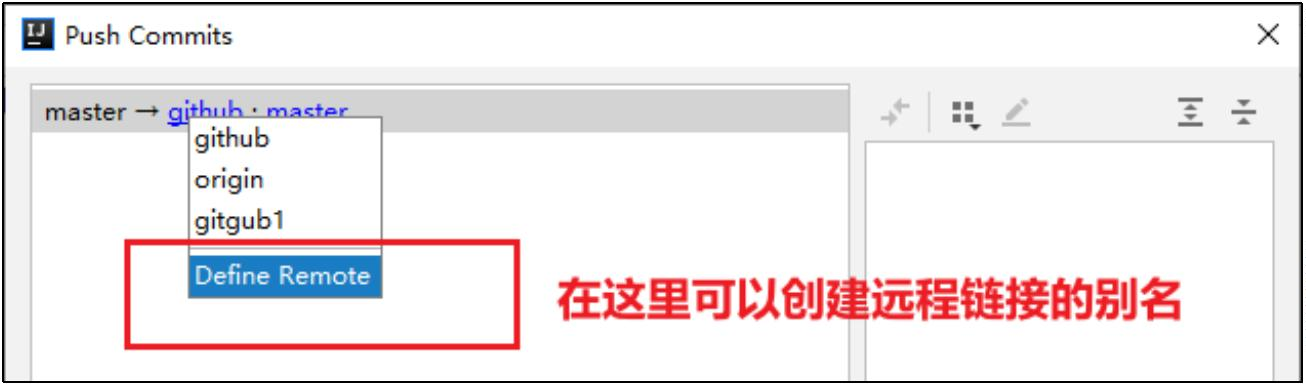 IJ
Push Commits
master → github : master
github
origin
gitgub1
Define Remote
在这里可以创建远程链接的别名